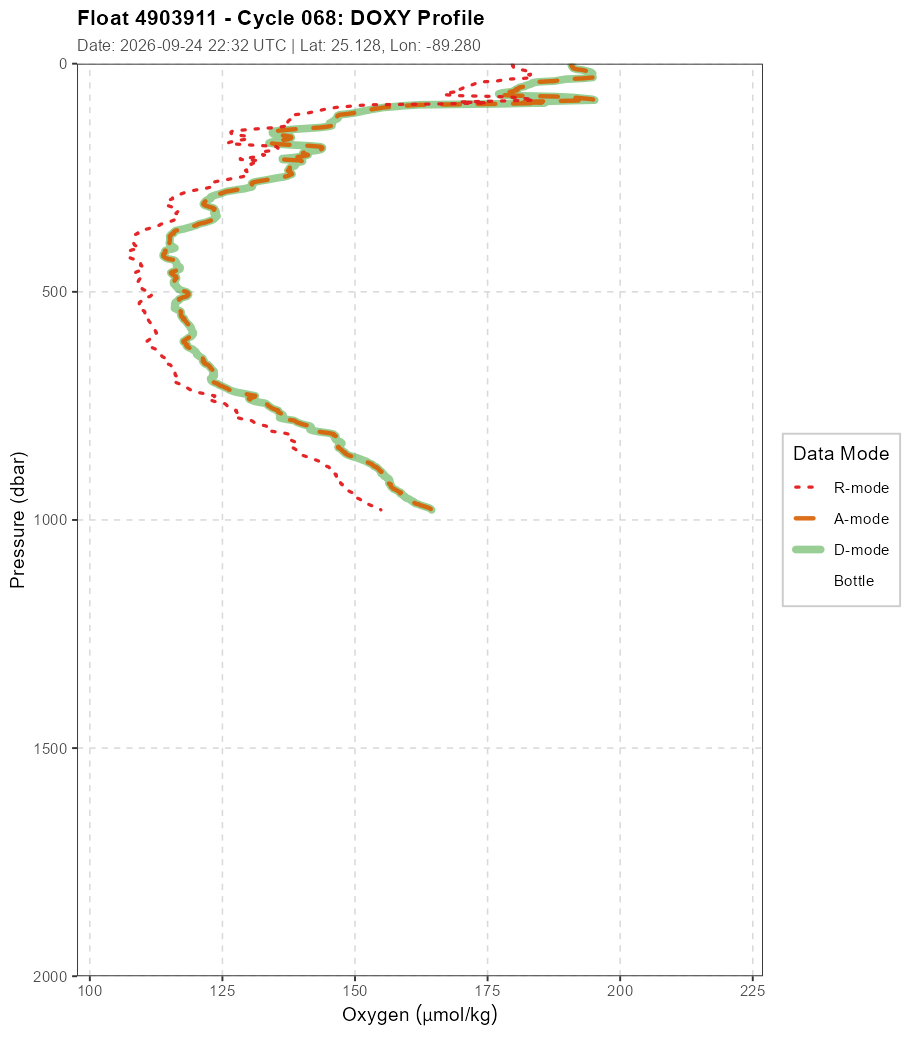 Float 4903911 - Cycle 068: DOXY Profile
Date: 2026-09-24 22:32 UTC | Lat: 25.128, Lon: -89.280
0
500
1000
1500
2000
Pressure (dbar)
100
125
150
175
200
225
Oxygen (μmol/kg)
Data Mode
R-mode
A-mode
D-mode
Bottle